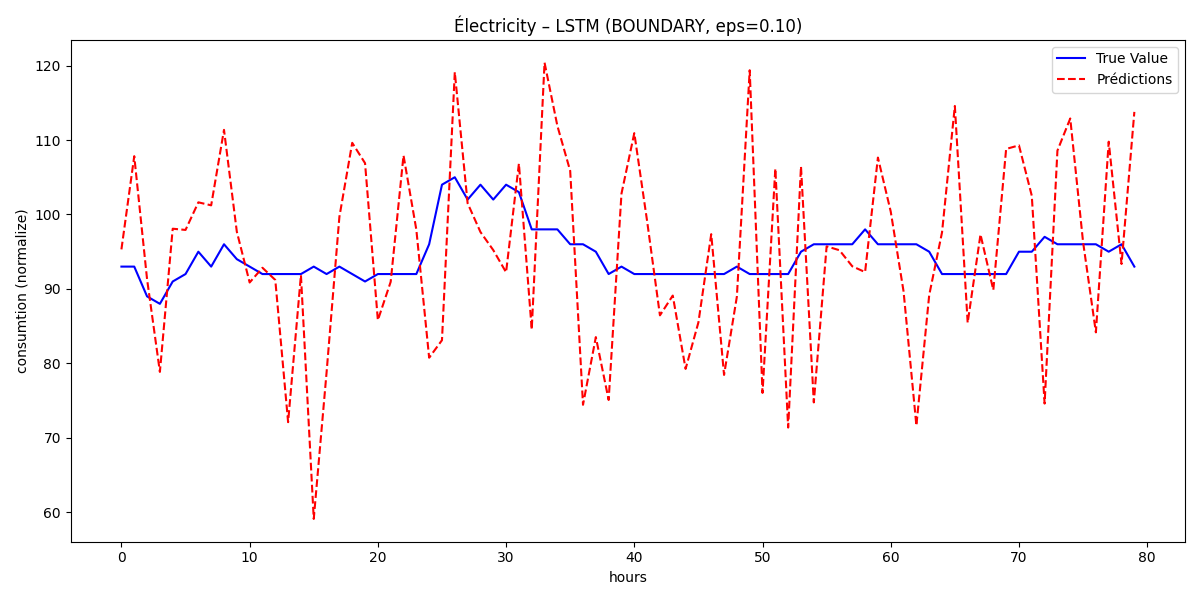 Électricity – LSTM (BOUNDARY, eps=0.10)
True Value
Prédictions
consumtion (normalize)
120
110
100
90
80
70
60
0 10 20 30 40 50 60 70 80
hours